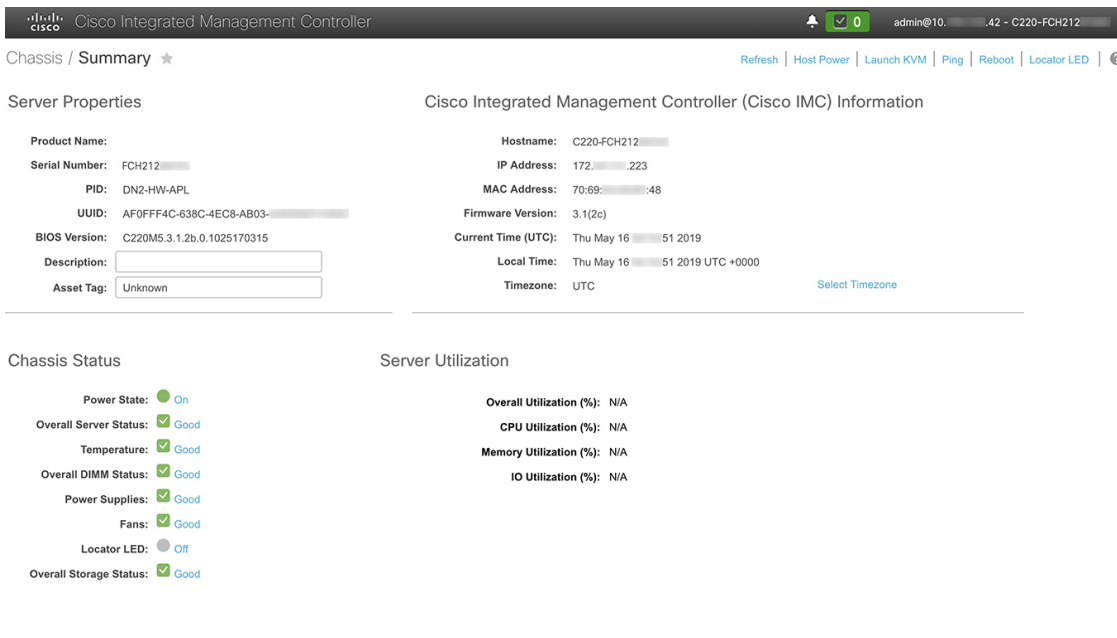 cisco Cisco Integrated Management Controller 0 admin@10. .42 - C220-FCH212
Chassis / Summary Refresh Host Power Launch KVM Ping Reboot Locator LED
Server Properties
Product Name:
Serial Number: FCH212
PID: DN2-HW-APL
UUID: AF0FFF4C-638C-4EC8-AB03-
BIOS Version: C220M5.3.1.2b.0.1025170315
Description:
Asset Tag: Unknown
Cisco Integrated Management Controller (Cisco IMC) Information
Hostname: C220-FCH212
IP Address: 172. .223
MAC Address: 70:69: :48
Firmware Version: 3.1(2c)
Current Time (UTC): Thu May 16 51 2019
Local Time: Thu May 16 51 2019 UTC +0000
Timezone: UTC Select Timezone
Chassis Status
Power State: On
Overall Server Status: Good
Temperature: Good
Overall DIMM Status: Good
Power Supplies: Good
Fans: Good
Locator LED: Off
Overall Storage Status: Good
Server Utilization
Overall Utilization (%): N/A
CPU Utilization (%): N/A
Memory Utilization (%): N/A
IO Utilization (%): N/A